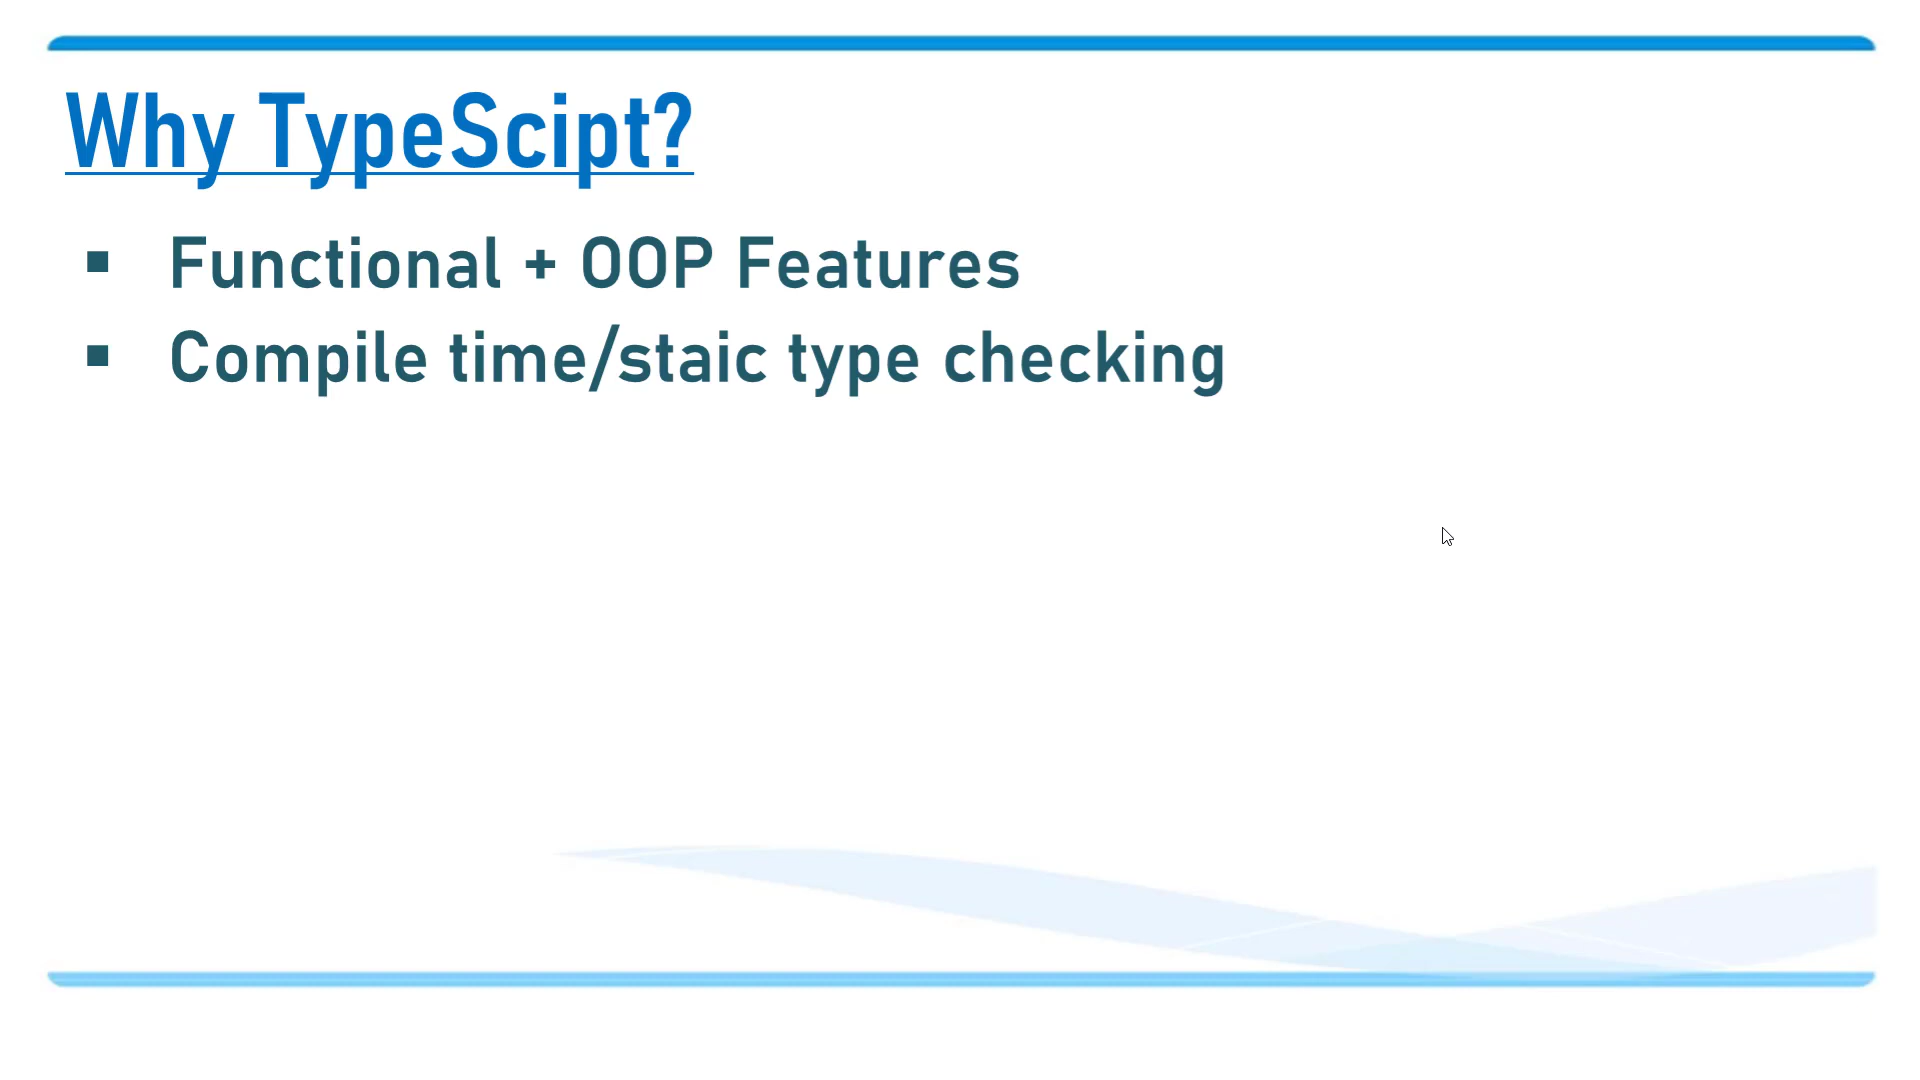 Why TypeScipt?
▪ Functional + OOP Features
▪ Compile time/staic type checking